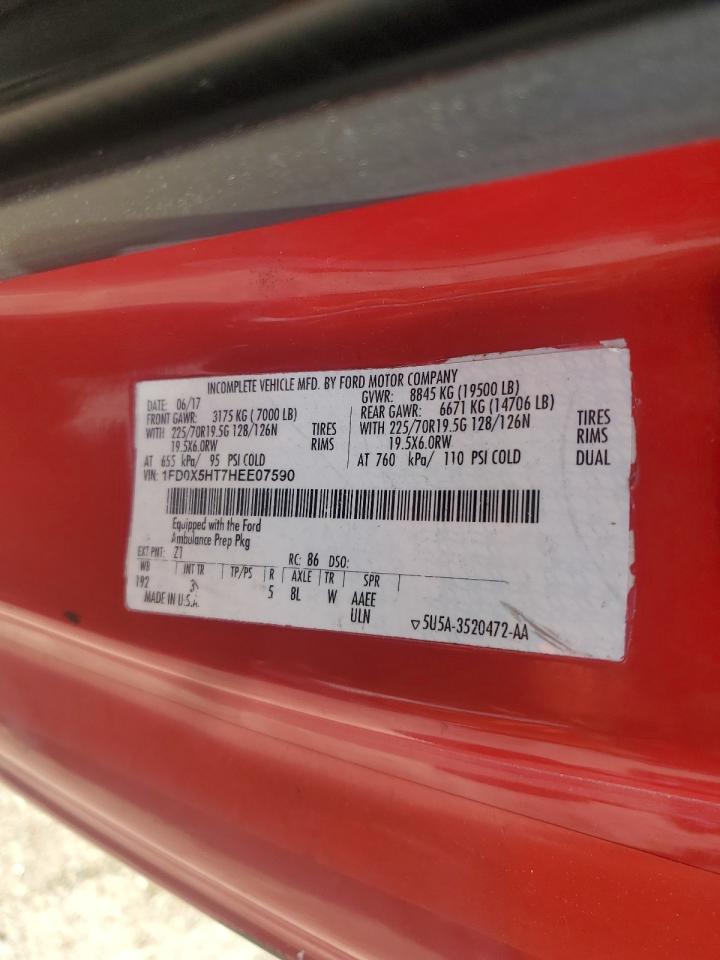 INCOMPLETE VEHICLE MFD. BY FORD MOTOR COMPANY
DATE: 06/17 GVWR: 8845 KG (19500 LB)
FRONT GAWR: 3175 KG (7000 LB) REAR GAWR: 6671 KG (14706 LB)
WITH 225/70R19.5G 128/126N TIRES WITH 225/70R19.5G 128/126N TIRES
19.5X6.0RW RIMS 19.5X6.0RW RIMS
AT 655 kPa/ 95 PSI COLD AT 760 kPa/ 110 PSI COLD DUAL
VIN: 1FD0X5HT7HEE07590
Equipped with the Ford
Ambulance Prep Pkg
EXT PNT: Z1 RC: 86 DSO:
WB INT TR TP/PS R AXLE TR SPR
192 3 5 8L W AAEE
MADE IN U.S.A. ULN ▽5U5A-3520472-AA